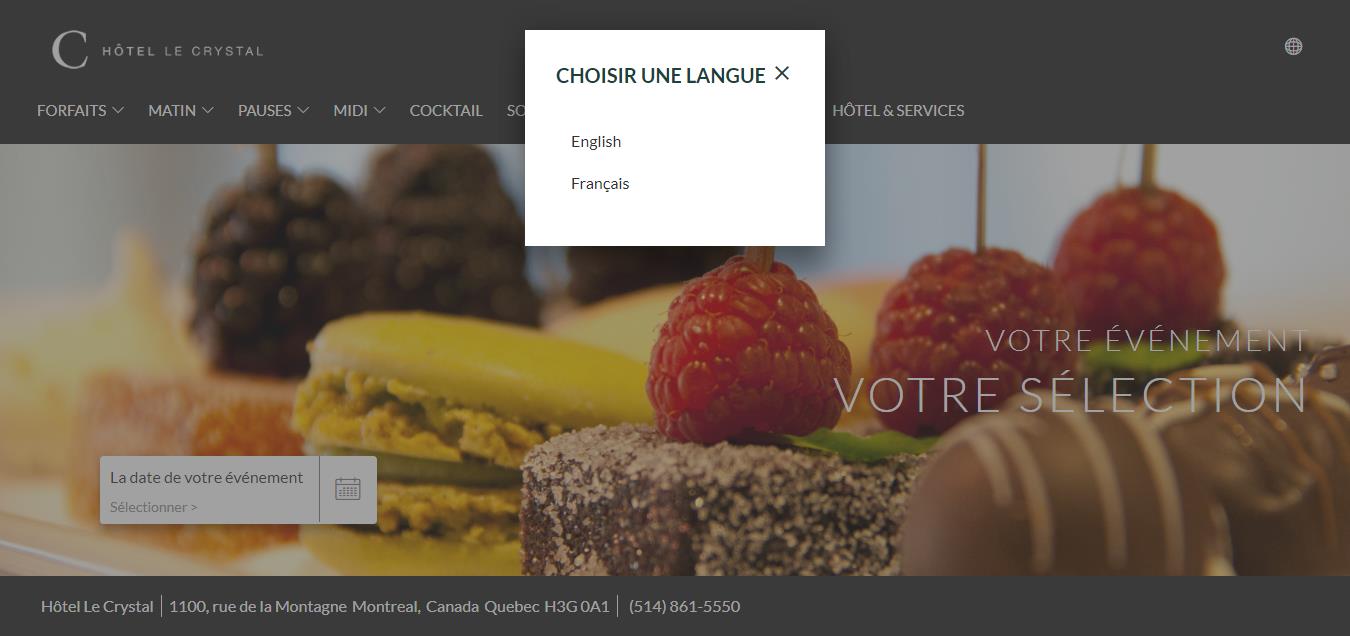 C HÔTEL LE CRYSTAL
CHOISIR UNE LANGUE
English
Français
FORFAITS MATIN PAUSES MIDI COCKTAIL SO HÔTEL & SERVICES
VOTRE ÉVÉNEMENT
VOTRE SÉLECTION
La date de votre événement
Sélectionner >
Hôtel Le Crystal 1100, rue de la Montagne Montreal, Canada Quebec H3G 0A1 (514) 861-5550